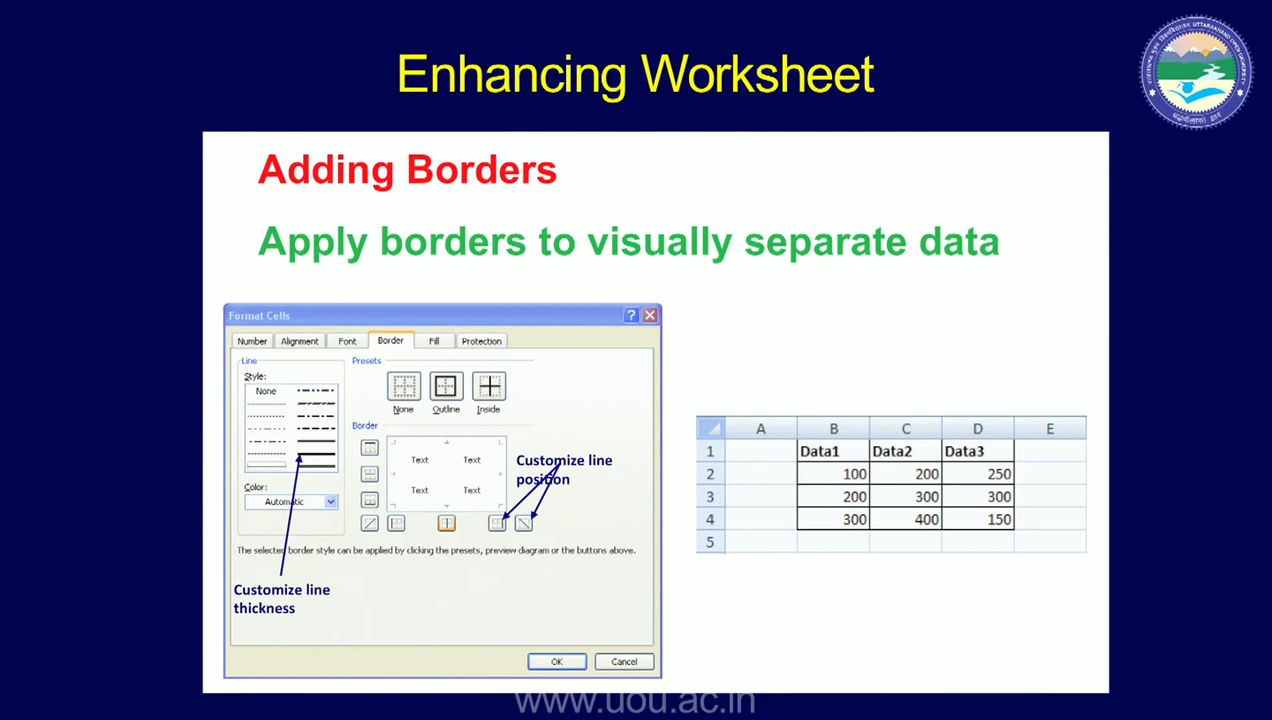 Enhancing Worksheet
Adding Borders
Apply borders to visually separate data
Format Cells
Number Alignment Font Border Fill Protection
Line
Style:
None
Color:
Automatic
Presets
None Outline Inside
Border
Text Text
Text Text
Customize line
position
The selected border style can be applied by clicking the presets, preview diagram or the buttons above.
Customize line
thickness
OK Cancel
A B C D E
1 Data1 Data2 Data3
2 100 200 250
3 200 300 300
4 300 400 150
5
www.uou.ac.in